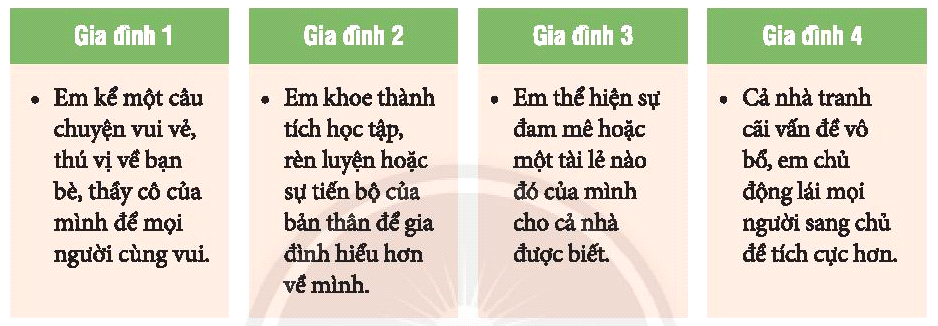 Gia đình 1
• Em kể một câu
chuyện vui vẻ,
thú vị về bạn
bè, thầy cô của
mình để mọi
người cùng vui.
Gia đình 2
• Em khoe thành
tích học tập,
rèn luyện hoặc
sự tiến bộ của
bản thân để gia
đình hiểu hơn
về mình.
Gia đình 3
• Em thể hiện sự
đam mê hoặc
một tài lẻ nào
đó của mình
cho cả nhà
được biết.
Gia đình 4
• Cả nhà tranh
cãi vấn đề vô
bổ, em chủ
động lái mọi
người sang chủ
đề tích cực hơn.